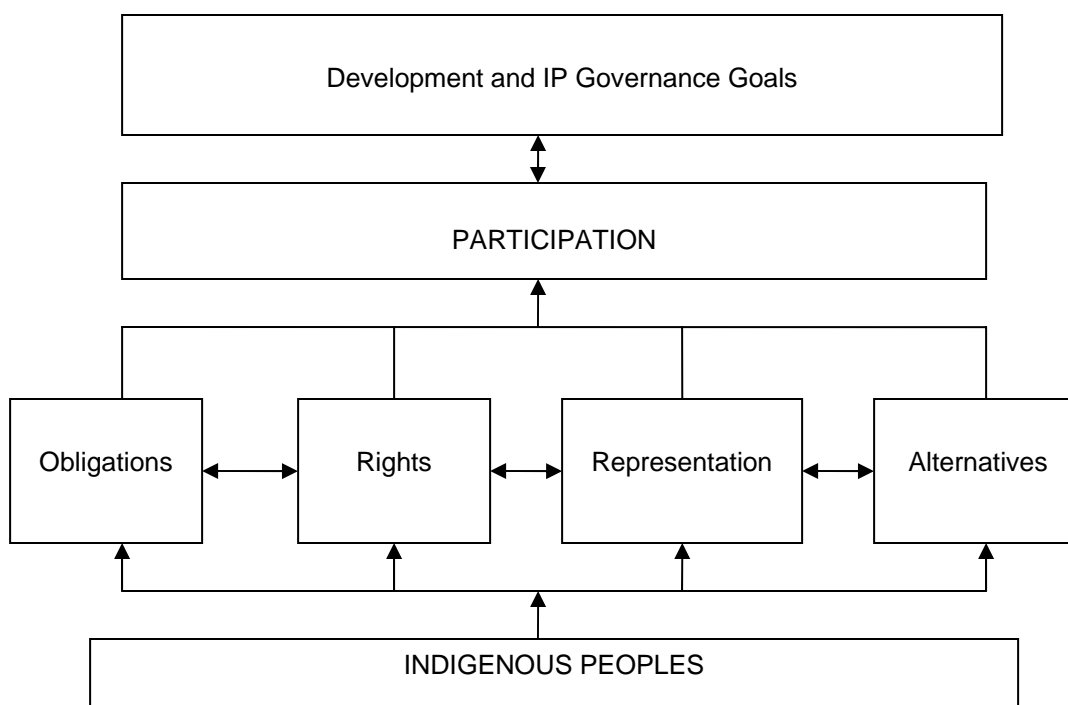 Development and IP Governance Goals
PARTICIPATION
Obligations
Rights
Representation
Alternatives
INDIGENOUS PEOPLES